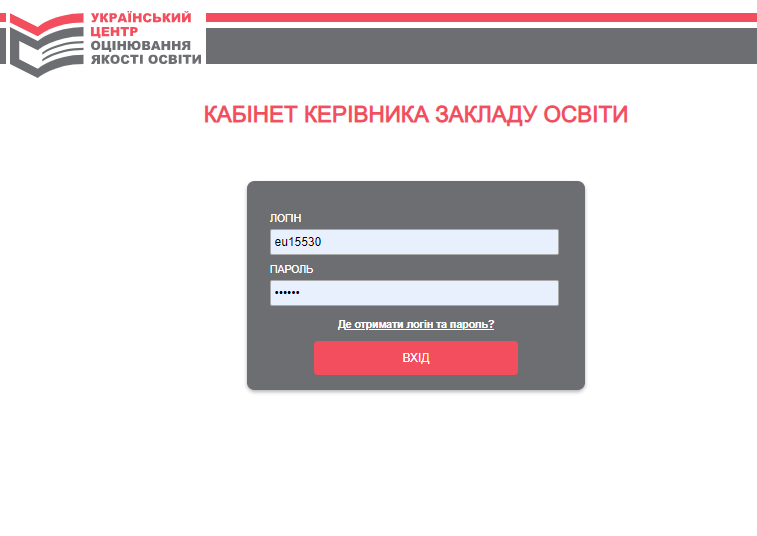 УКРАЇНСЬКИЙ
ЦЕНТР
ОЦІНЮВАННЯ
ЯКОСТІ ОСВІТИ
КАБІНЕТ КЕРІВНИКА ЗАКЛАДУ ОСВІТИ
ЛОГІН
eu15530
ПАРОЛЬ
••••••
Де отримати логін та пароль?
ВХІД